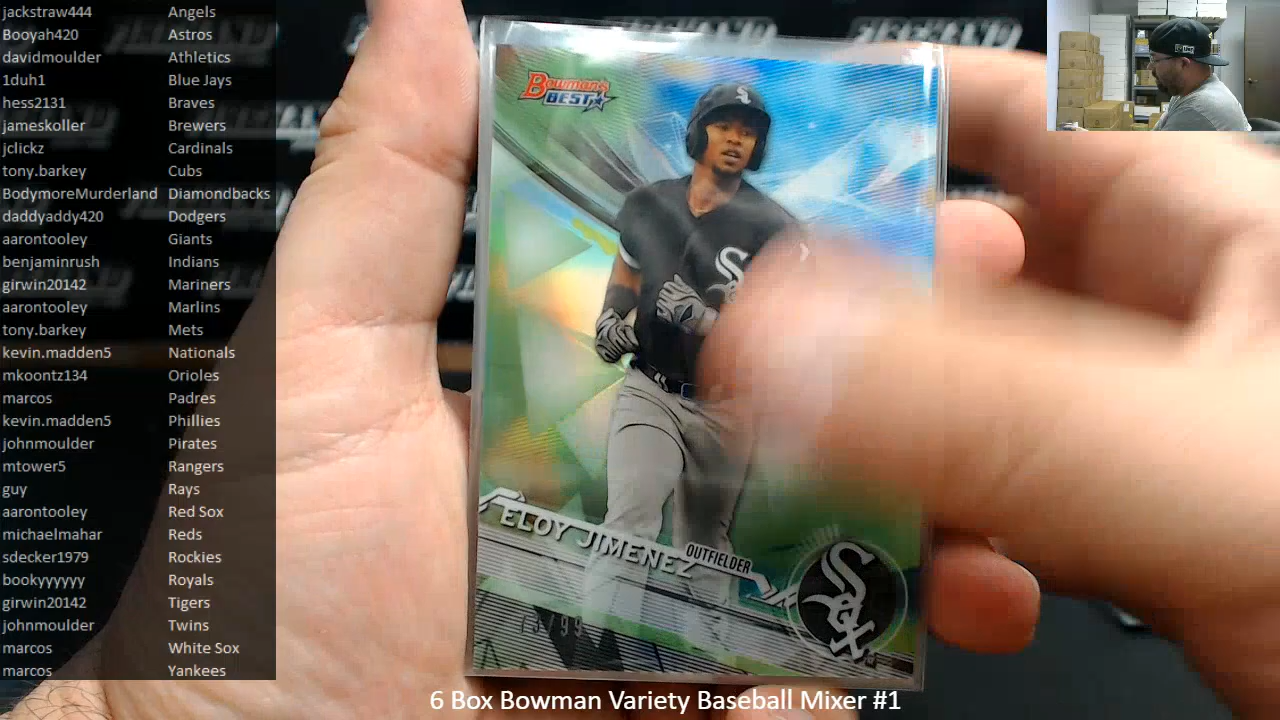 jackstraw444 Angels
Booyah420 Astros
davidmoulder Athletics
1duh1 Blue Jays
hess2131 Braves
jameskoller Brewers
jclickz Cardinals
tony.barkey Cubs
BodymoreMurderland Diamondbacks
daddyaddy420 Dodgers
aarontooley Giants
benjaminrush Indians
girwin20142 Mariners
aarontooley Marlins
tony.barkey Mets
kevin.madden5 Nationals
mkoontz134 Orioles
marcos Padres
kevin.madden5 Phillies
johnmoulder Pirates
mtower5 Rangers
guy Rays
aarontooley Red Sox
michaelmahar Reds
sdecker1979 Rockies
bookyyyyyy Royals
girwin20142 Tigers
johnmoulder Twins
marcos White Sox
marcos Yankees
Bowman's
BEST
ELOY JIMENEZ OUTFIELDER
Sox
6 Box Bowman Variety Baseball Mixer #1